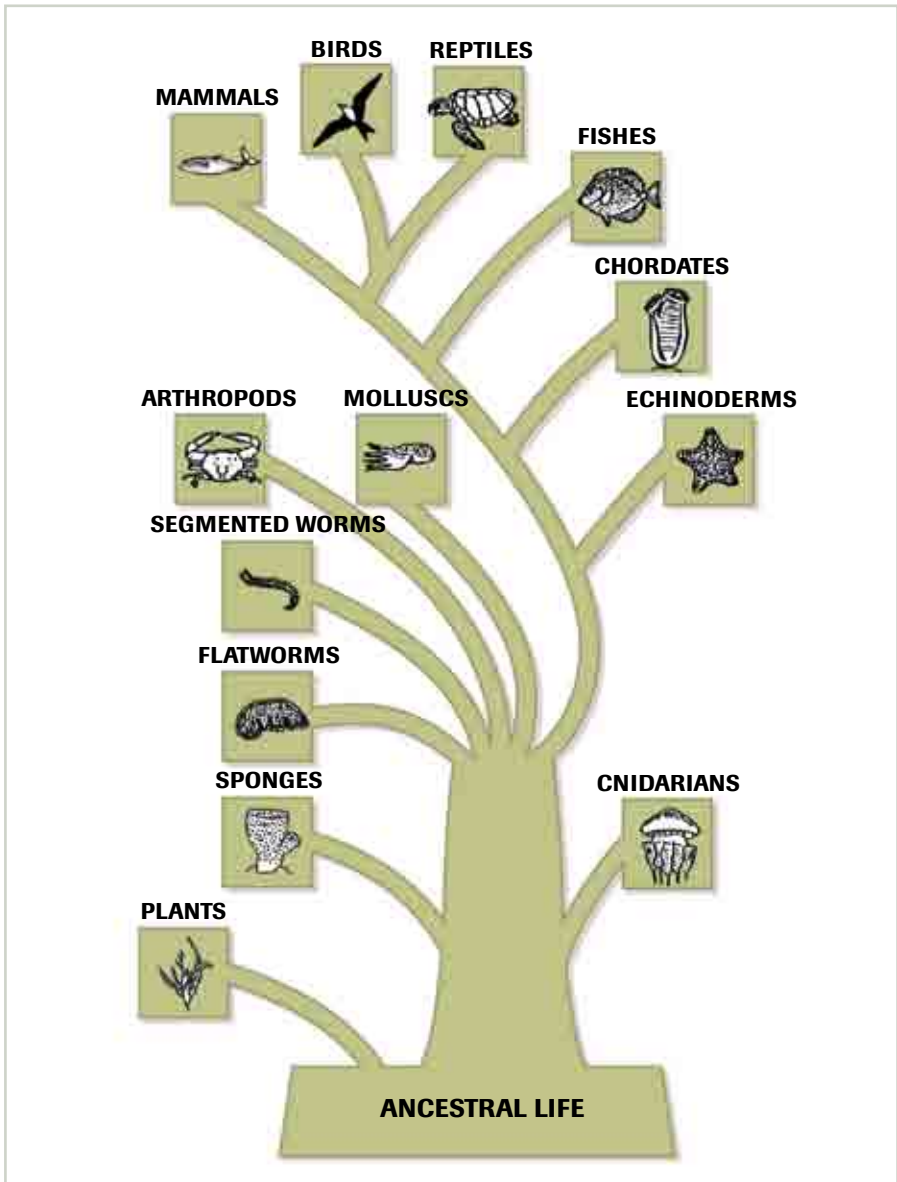 BIRDS
REPTILES
MAMMALS
FISHES
CHORDATES
ARTHROPODS
MOLLUSCS
ECHINODERMS
SEGMENTED WORMS
FLATWORMS
SPONGES
CNIDARIANS
PLANTS
ANCESTRAL LIFE